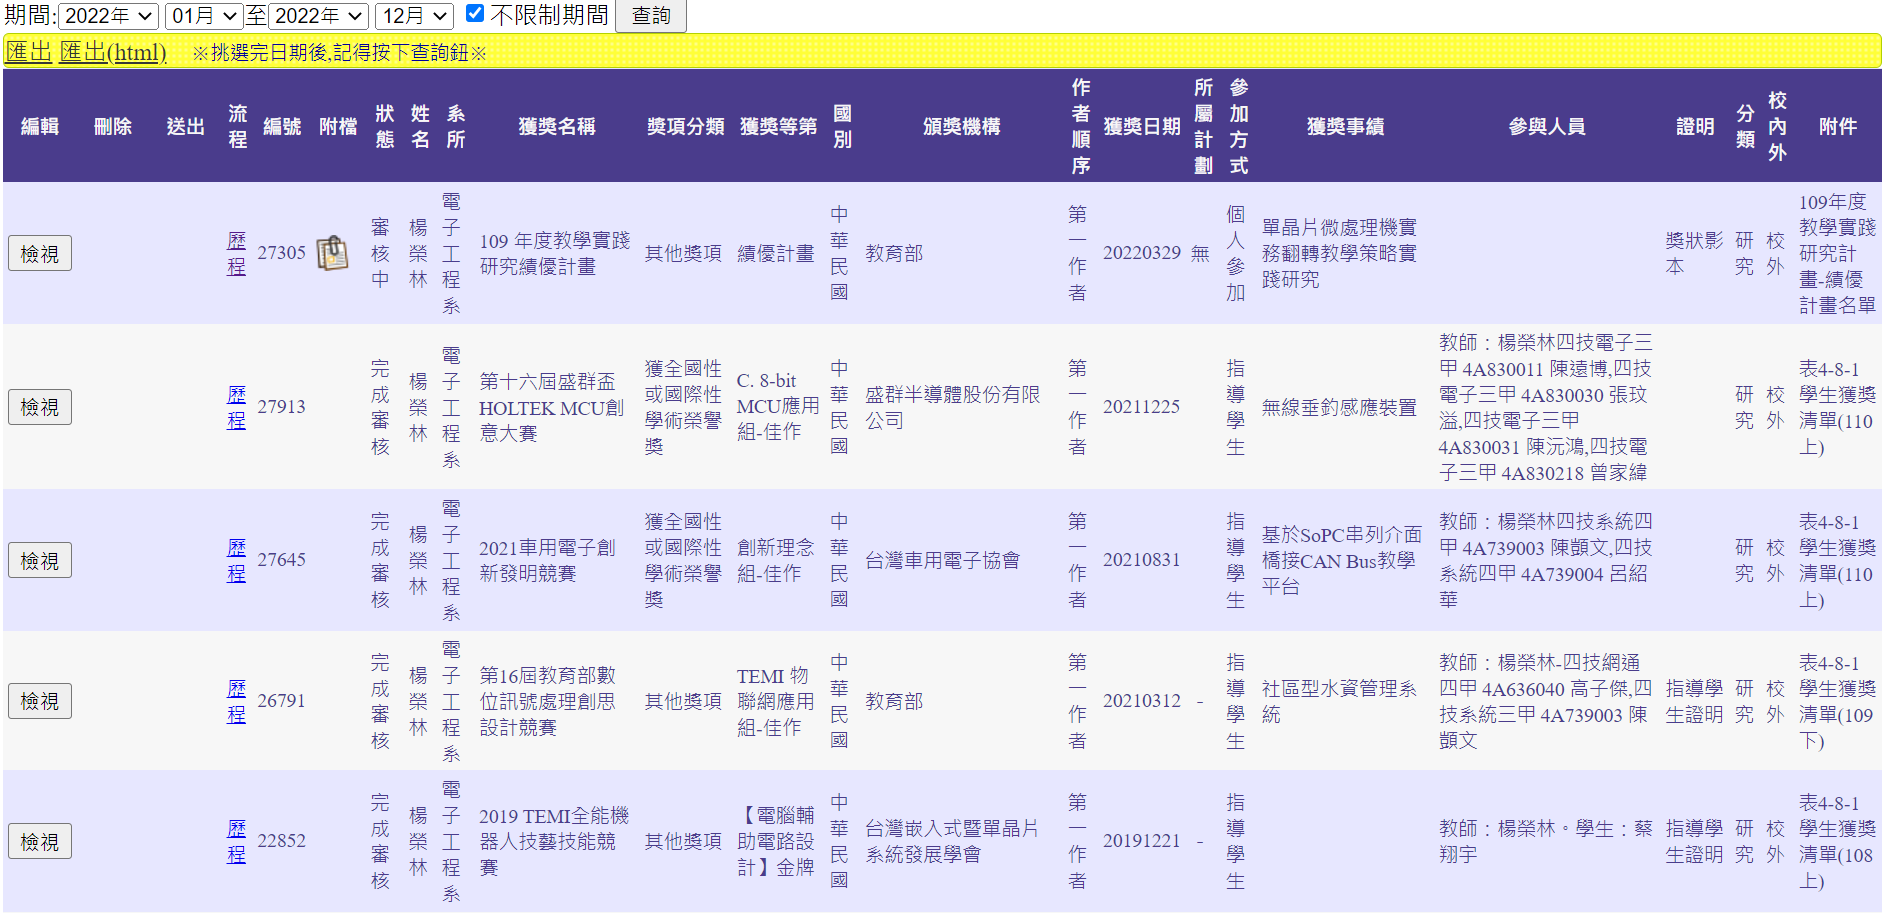 期間:2022年 01月 至2022年 12月 不限制期間 查詢
匯出 匯出(html) ※挑選完日期後,記得按下查詢鈕※
編輯 刪除 送出 流程 編號 附檔 狀態 姓名 系所 獲獎名稱 獎項分類 獲獎等第 國別 頒獎機構 作者順序 獲獎日期 所屬計劃 參加方式 獲獎事績 參與人員 證明 分類 校內外 附件
檢視 歷程 27305 審核中 楊榮林 電子工程系 109 年度教學實踐研究績優計畫 其他獎項 績優計畫 中華民國 教育部 第一作者 20220329 無 個人參加 單晶片微處理機實務翻轉教學策略實踐研究 獎狀影本 研究 校外 109年度教學實踐研究計畫-績優計畫名單
檢視 歷程 27913 完成審核 楊榮林 電子工程系 第十六屆盛群盃HOLTEK MCU創意大賽 獲全國性或國際性學術榮譽獎 C. 8-bit MCU應用組-佳作 中華民國 盛群半導體股份有限公司 第一作者 20211225 指導學生 無線垂釣感應裝置 教師：楊榮林四技電子三甲 4A830011 陳遠博,四技電子三甲 4A830030 張玟溢,四技電子三甲 4A830031 陳沅鴻,四技電子三甲 4A830218 曾家緯 研究 校外 表4-8-1學生獲獎清單(110上)
檢視 歷程 27645 完成審核 楊榮林 電子工程系 2021車用電子創新發明競賽 獲全國性或國際性學術榮譽獎 創新理念組-佳作 中華民國 台灣車用電子協會 第一作者 20210831 指導學生 基於SoPC串列介面橋接CAN Bus教學平台 教師：楊榮林四技系統四甲 4A739003 陳顗文,四技系統四甲 4A739004 呂紹華 研究 校外 表4-8-1學生獲獎清單(110上)
檢視 歷程 26791 完成審核 楊榮林 電子工程系 第16屆教育部數位訊號處理創思設計競賽 其他獎項 TEMI 物聯網應用組-佳作 中華民國 教育部 第一作者 20210312 - 指導學生 社區型水資管理系統 教師：楊榮林-四技網通四甲 4A636040 高子傑,四技系統三甲 4A739003 陳顗文 指導學生證明 研究 校外 表4-8-1學生獲獎清單(109下)
檢視 歷程 22852 完成審核 楊榮林 電子工程系 2019 TEMI全能機器人技藝技能競賽 其他獎項 【電腦輔助電路設計】金牌 中華民國 台灣嵌入式暨單晶片系統發展學會 第一作者 20191221 - 指導學生 教師：楊榮林。學生：蔡翔宇 指導學生證明 研究 校外 表4-8-1學生獲獎清單(108上)